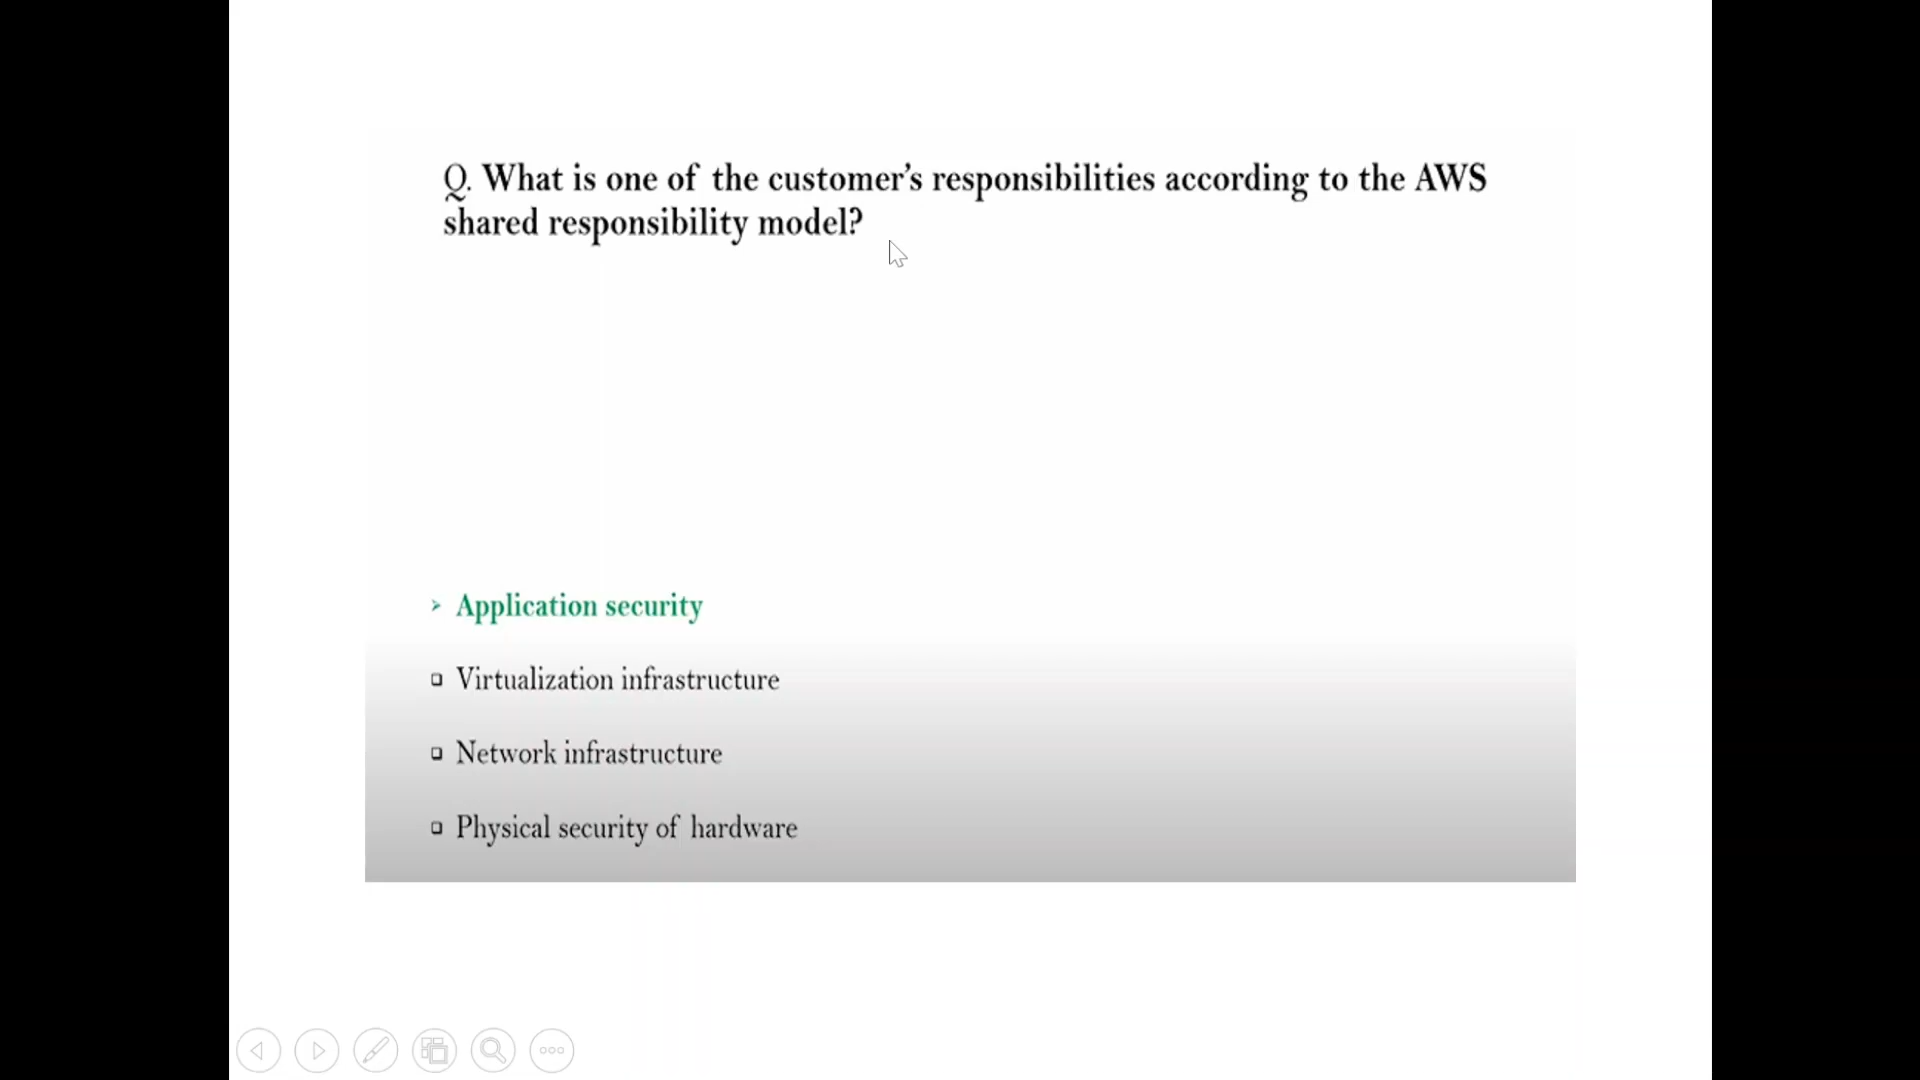 Q. What is one of the customer’s responsibilities according to the AWS
shared responsibility model?
Application security
Virtualization infrastructure
Network infrastructure
Physical security of hardware